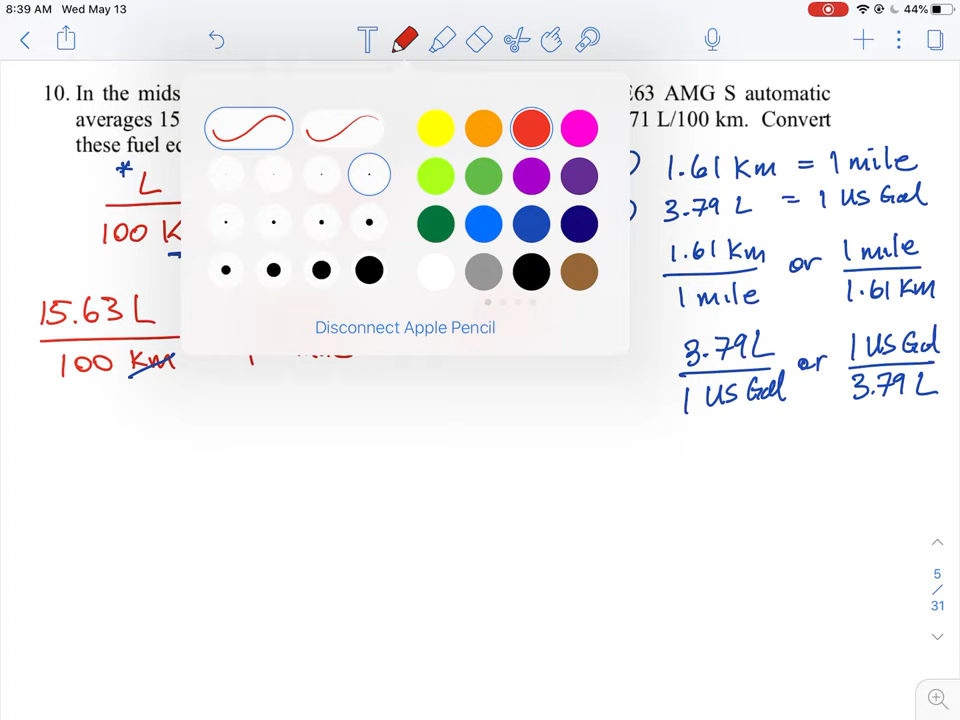 8:39 AM Wed May 13
44%
10. In the mids
E63 AMG S automatic
averages 15
71 L/100 km. Convert
these fuel ec
* L
100 K
) 1.61 Km = 1 mile
) 3.79 L = 1 US Gal
1.61 Km or 1 mile
1 mile 1.61 Km
15.63 L
100 km
3.79 L or 1 US Gal
1 US Gal 3.79 L
Disconnect Apple Pencil
5
/
31